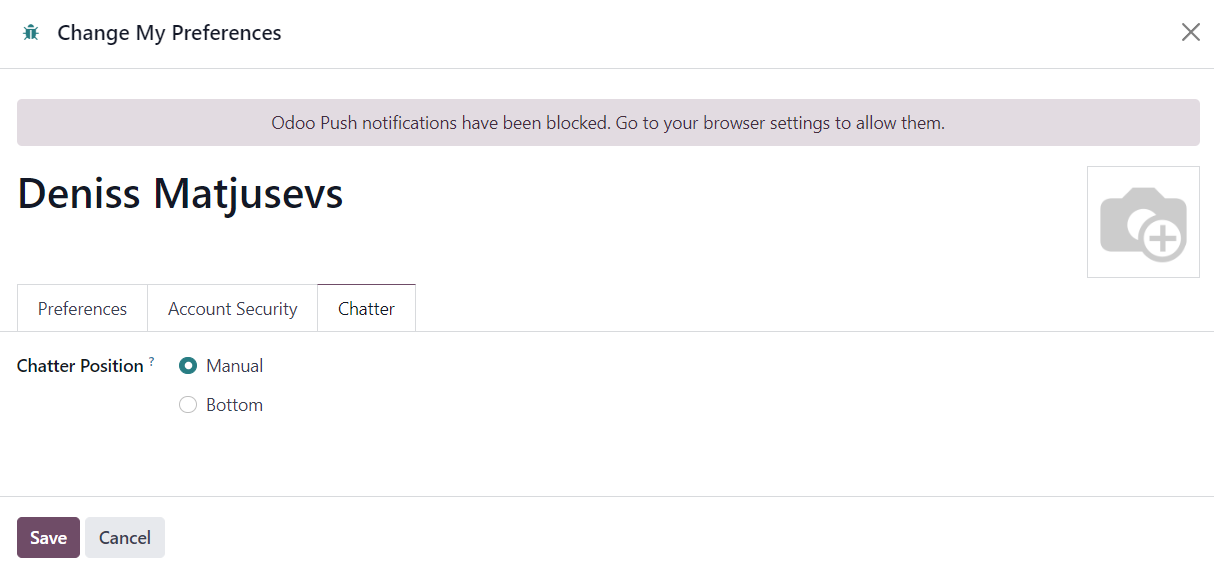 Change My Preferences
Odoo Push notifications have been blocked. Go to your browser settings to allow them.
Deniss Matjusevs
Preferences Account Security Chatter
Chatter Position ? Manual
Bottom
Save Cancel